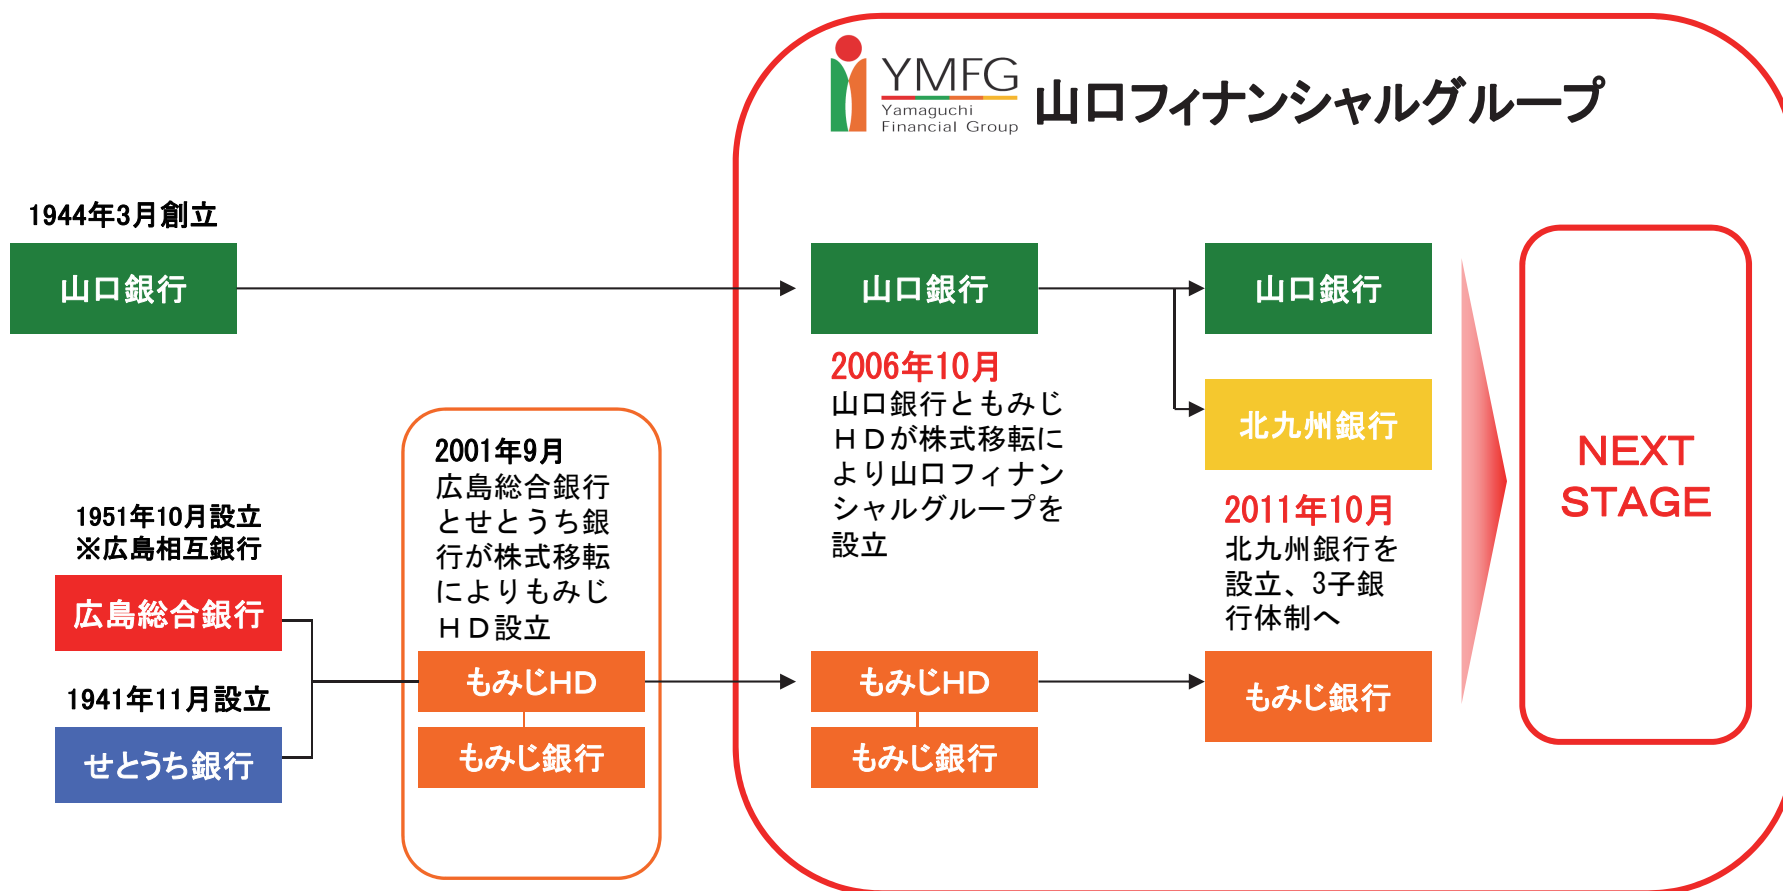 YMFG
Yamaguchi
Financial Group
山口フィナンシャルグループ
1944年3月創立
山口銀行
山口銀行
2006年10月
山口銀行ともみじ
ＨＤが株式移転に
より山口フィナン
シャルグループを
設立
山口銀行
北九州銀行
2011年10月
北九州銀行を
設立、3子銀
行体制へ
2001年9月
広島総合銀行
とせとうち銀
行が株式移転
によりもみじ
ＨＤ設立
1951年10月設立
※広島相互銀行
広島総合銀行
1941年11月設立
せとうち銀行
もみじHD
もみじ銀行
もみじHD
もみじ銀行
もみじ銀行
NEXT
STAGE